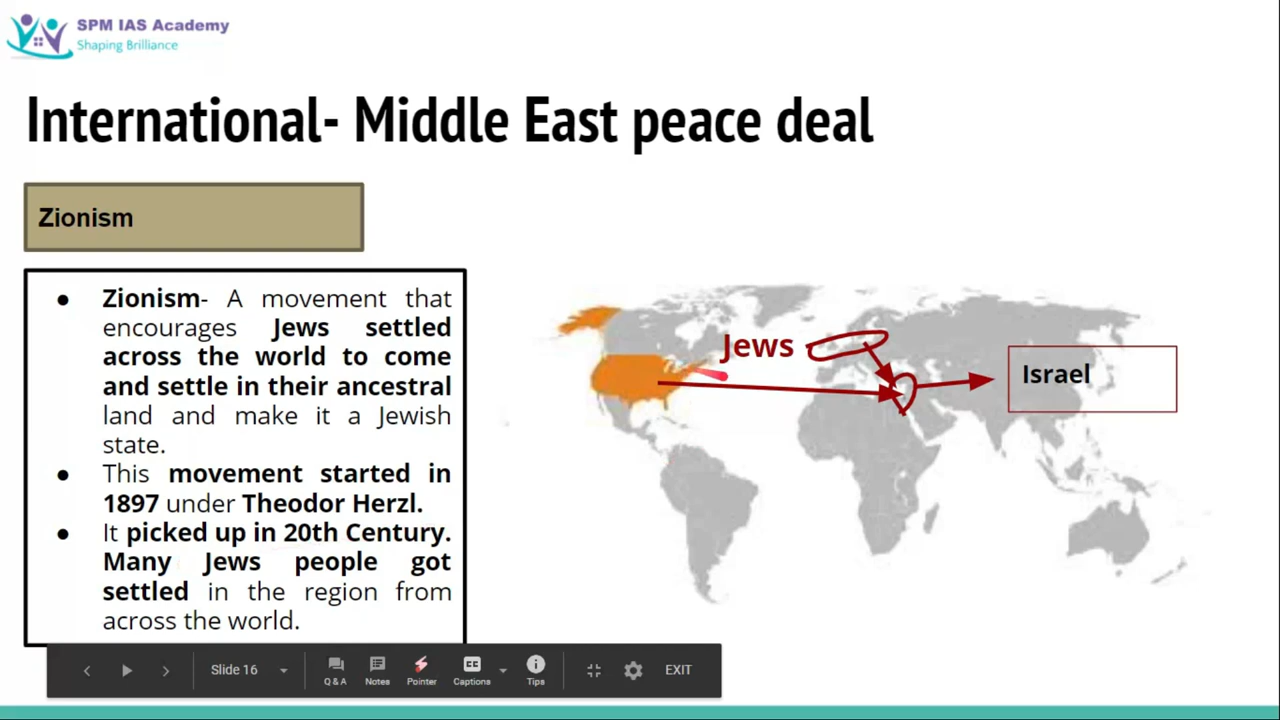 SPM IAS Academy
Shaping Brilliance
International- Middle East peace deal
Zionism
● Zionism- A movement that
encourages Jews settled
across the world to come
and settle in their ancestral
land and make it a Jewish
state.
● This movement started in
1897 under Theodor Herzl.
● It picked up in 20th Century.
Many Jews people got
settled in the region from
across the world.
Jews
Israel
Slide 16
Q & A
Notes
Pointer
CC
Captions
Tips
EXIT